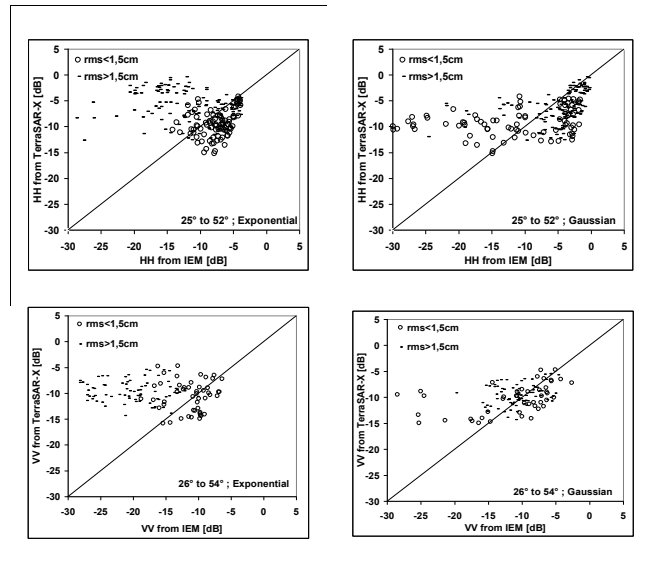 5
○ rms<1,5cm
0
- rms>1,5cm
-5
-10
-15
-20
-25
-30
HH from TerraSAR-X [dB]
25° to 52° ; Exponential
-30 -25 -20 -15 -10 -5 0 5
HH from IEM [dB]
5
○ rms<1,5cm
0
- rms>1,5cm
-5
-10
-15
-20
-25
-30
HH from TerraSAR-X [dB]
25° to 52° ; Gaussian
-30 -25 -20 -15 -10 -5 0 5
HH from IEM [dB]
5
○ rms<1,5cm
0
- rms>1,5cm
-5
-10
-15
-20
-25
-30
VV from TerraSAR-X [dB]
26° to 54° ; Exponential
-30 -25 -20 -15 -10 -5 0 5
VV from IEM [dB]
5
○ rms<1,5cm
0
- rms>1,5cm
-5
-10
-15
-20
-25
-30
VV from TerraSAR-X [dB]
26° to 54° ; Gaussian
-30 -25 -20 -15 -10 -5 0 5
VV from IEM [dB]